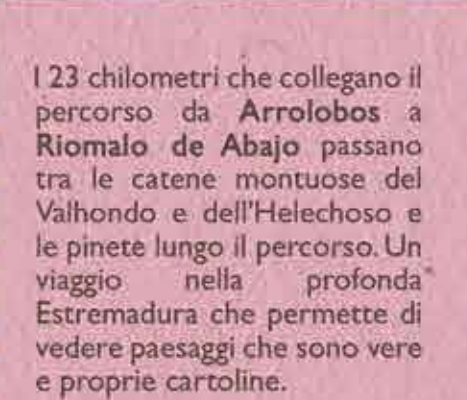 I 23 chilometri che collegano il
percorso da Arrolobos a
Riomalo de Abajo passano
tra le catene montuose del
Valhondo e dell'Helechoso e
le pinete lungo il percorso. Un
viaggio nella profonda
Estremadura che permette di
vedere paesaggi che sono vere
e proprie cartoline.